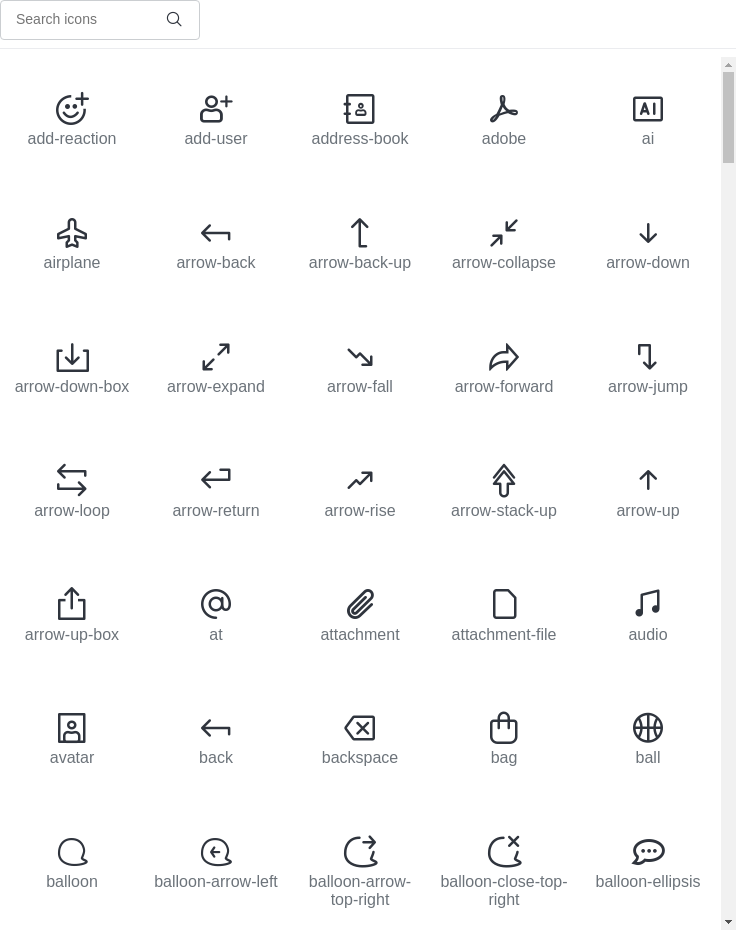 Search icons
add-reaction
add-user
address-book
adobe
AI
ai
airplane
arrow-back
arrow-back-up
arrow-collapse
arrow-down
arrow-down-box
arrow-expand
arrow-fall
arrow-forward
arrow-jump
arrow-loop
arrow-return
arrow-rise
arrow-stack-up
arrow-up
arrow-up-box
at
attachment
attachment-file
audio
avatar
back
backspace
bag
ball
balloon
balloon-arrow-left
balloon-arrow-
top-right
balloon-close-top-
right
balloon-ellipsis